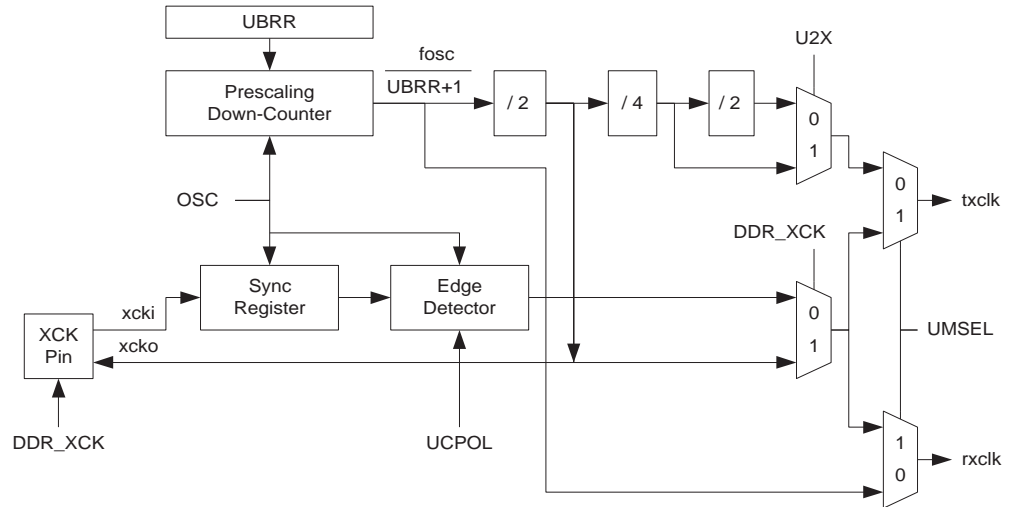 UBRR
Prescaling
Down-Counter
fosc
UBRR+1
/ 2
/ 4
/ 2
U2X
0
1
OSC
0
1
txclk
DDR_XCK
Sync
Register
Edge
Detector
0
1
UMSEL
xcki
XCK
Pin
xcko
DDR_XCK
UCPOL
1
0
rxclk